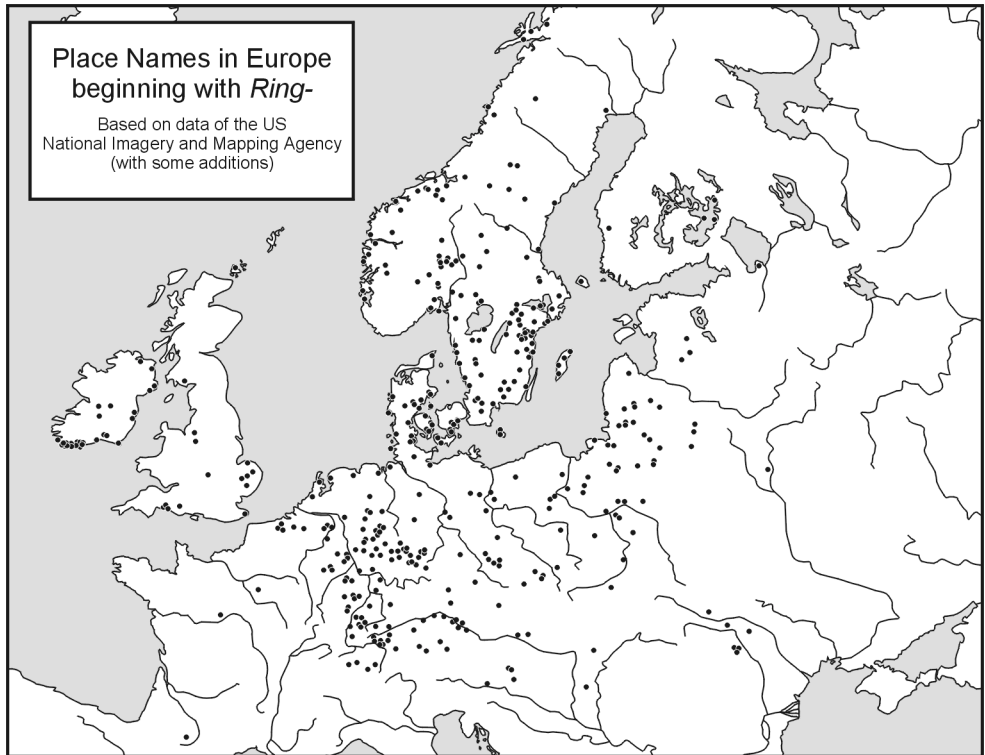 Place Names in Europe
beginning with Ring-
Based on data of the US
National Imagery and Mapping Agency
(with some additions)